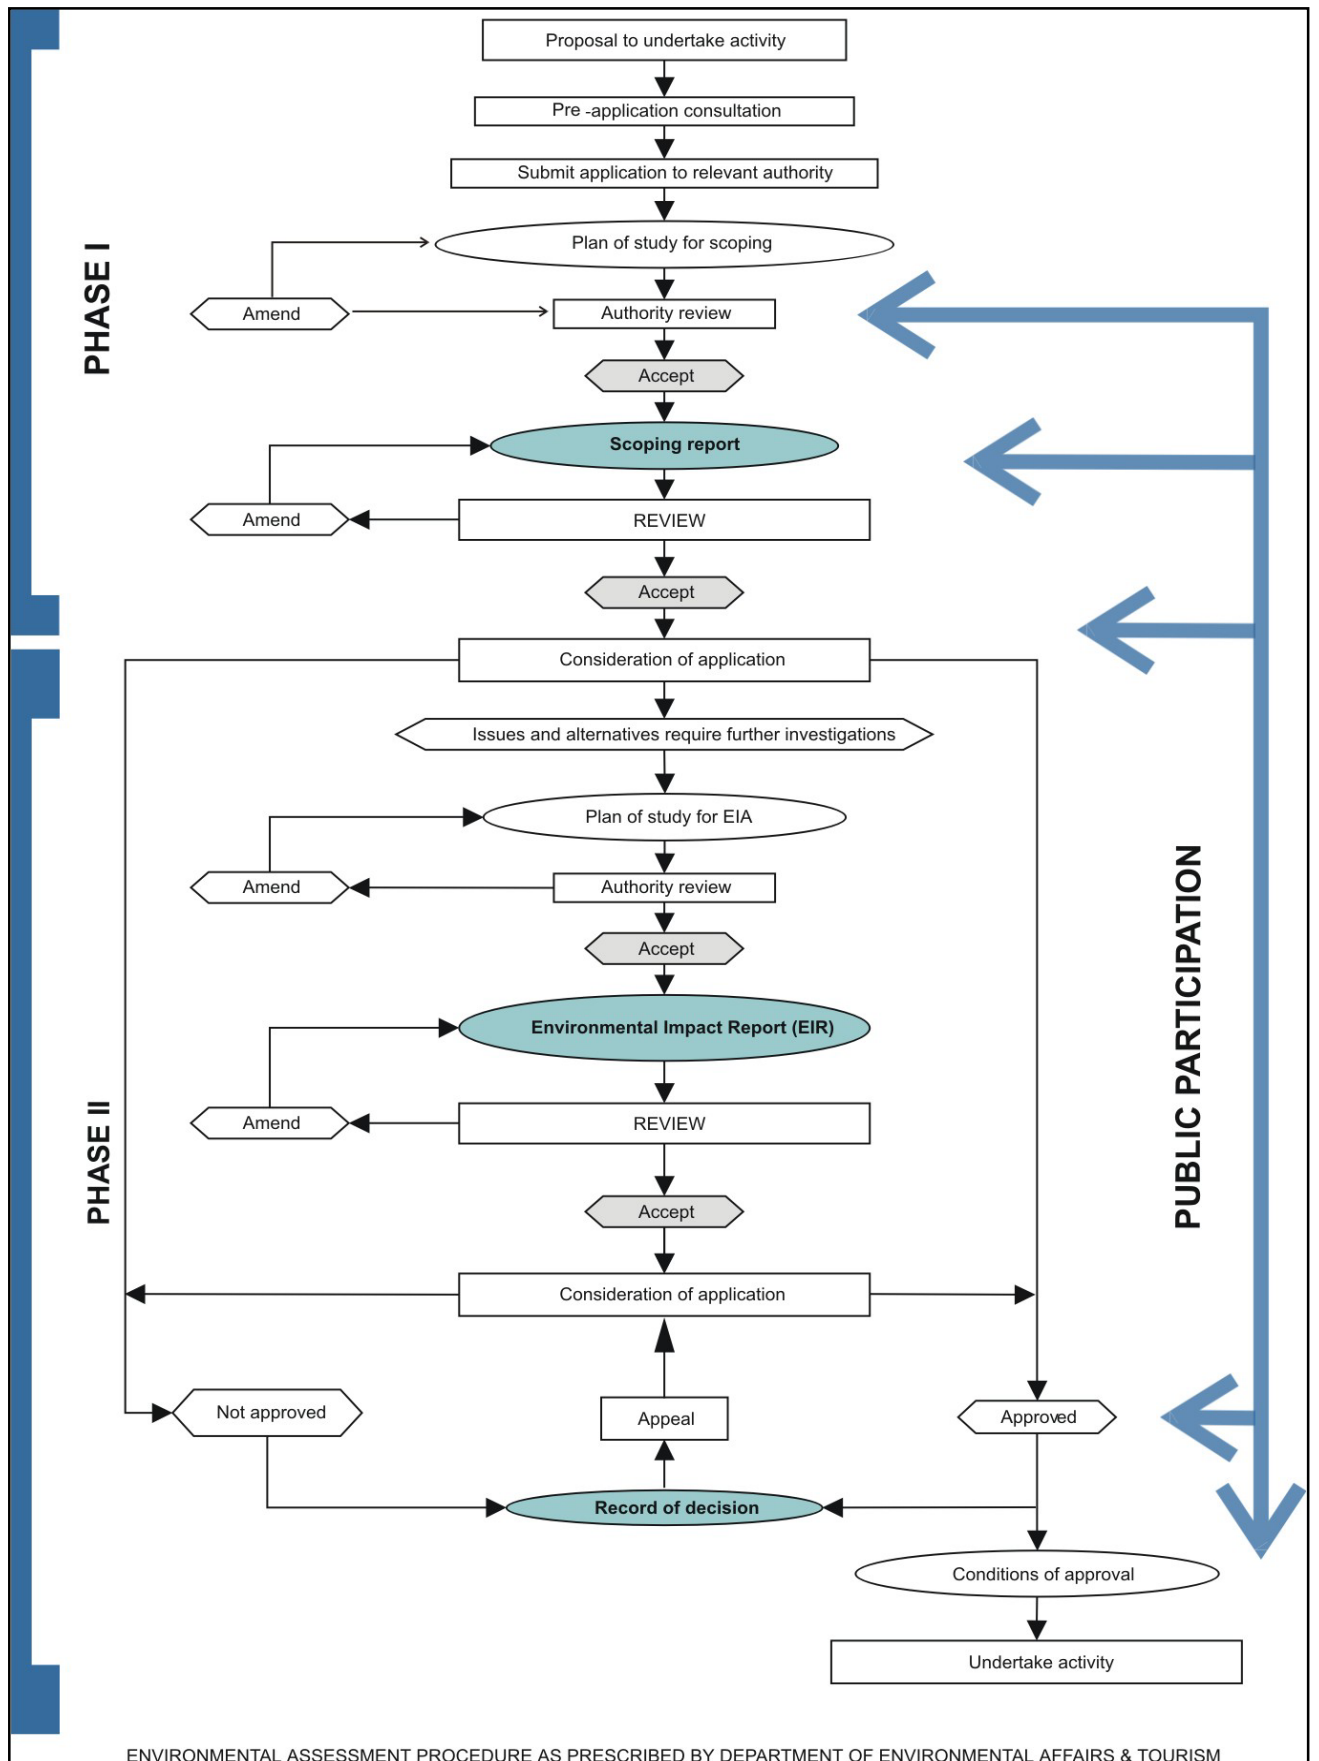 Proposal to undertake activity
Pre -application consultation
Submit application to relevant authority
Plan of study for scoping
PHASE I
Amend
Authority review
Accept
Scoping report
Amend
REVIEW
Accept
Consideration of application
Issues and alternatives require further investigations
Plan of study for EIA
Amend
Authority review
Accept
PUBLIC PARTICIPATION
Environmental Impact Report (EIR)
PHASE II
Amend
REVIEW
Accept
Consideration of application
Not approved
Appeal
Approved
Record of decision
Conditions of approval
Undertake activity
ENVIRONMENTAL ASSESSMENT PROCEDURE AS PRESCRIBED BY DEPARTMENT OF ENVIRONMENTAL AFFAIRS & TOURISM